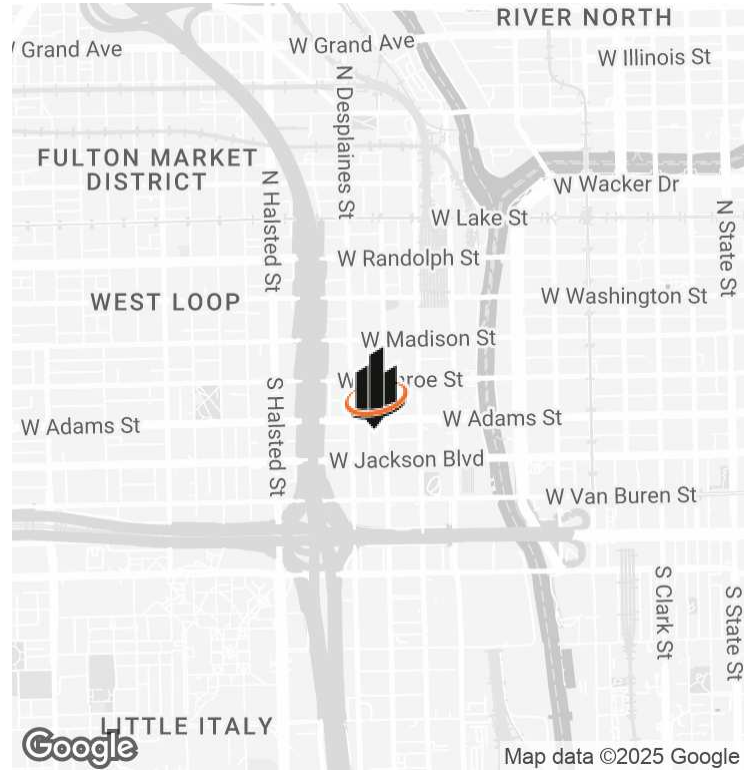 RIVER NORTH
Grand Ave
W Grand Ave
W Illinois St
N Desplaines St
FULTON MARKET
DISTRICT
N Halsted St
W Wacker Dr
W Lake St
N State St
W Randolph St
WEST LOOP
W Washington St
W Madison St
W roe St
S Halsted St
W Adams St
W Adams St
W Jackson Blvd
W Van Buren St
S Clark St
S State St
LITTLE ITALY
Google
Map data ©2025 Google